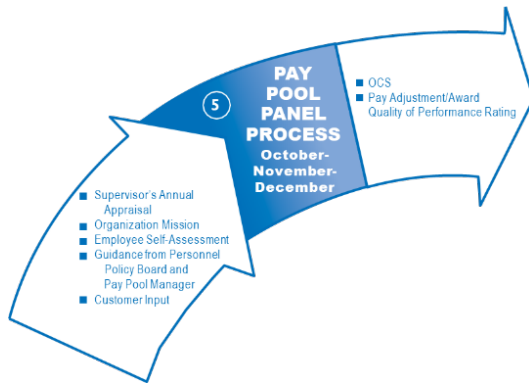 5
PAY
POOL
PANEL
PROCESS
October-
November-
December
■ OCS
■ Pay Adjustment/Award
Quality of Performance Rating
■ Supervisor's Annual
Appraisal
■ Organization Mission
■ Employee Self-Assessment
■ Guidance from Personnel
Policy Board and
Pay Pool Manager
■ Customer Input